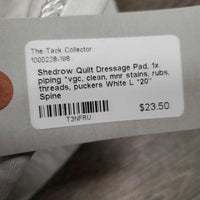 The Tack Collector
1000228-198
Shedrow Quilt Dressage Pad, 1x
piping *vgc, clean, mnr stains, rubs,
threads, puckers White L *20"
Spine
$23.50
T3NFRU